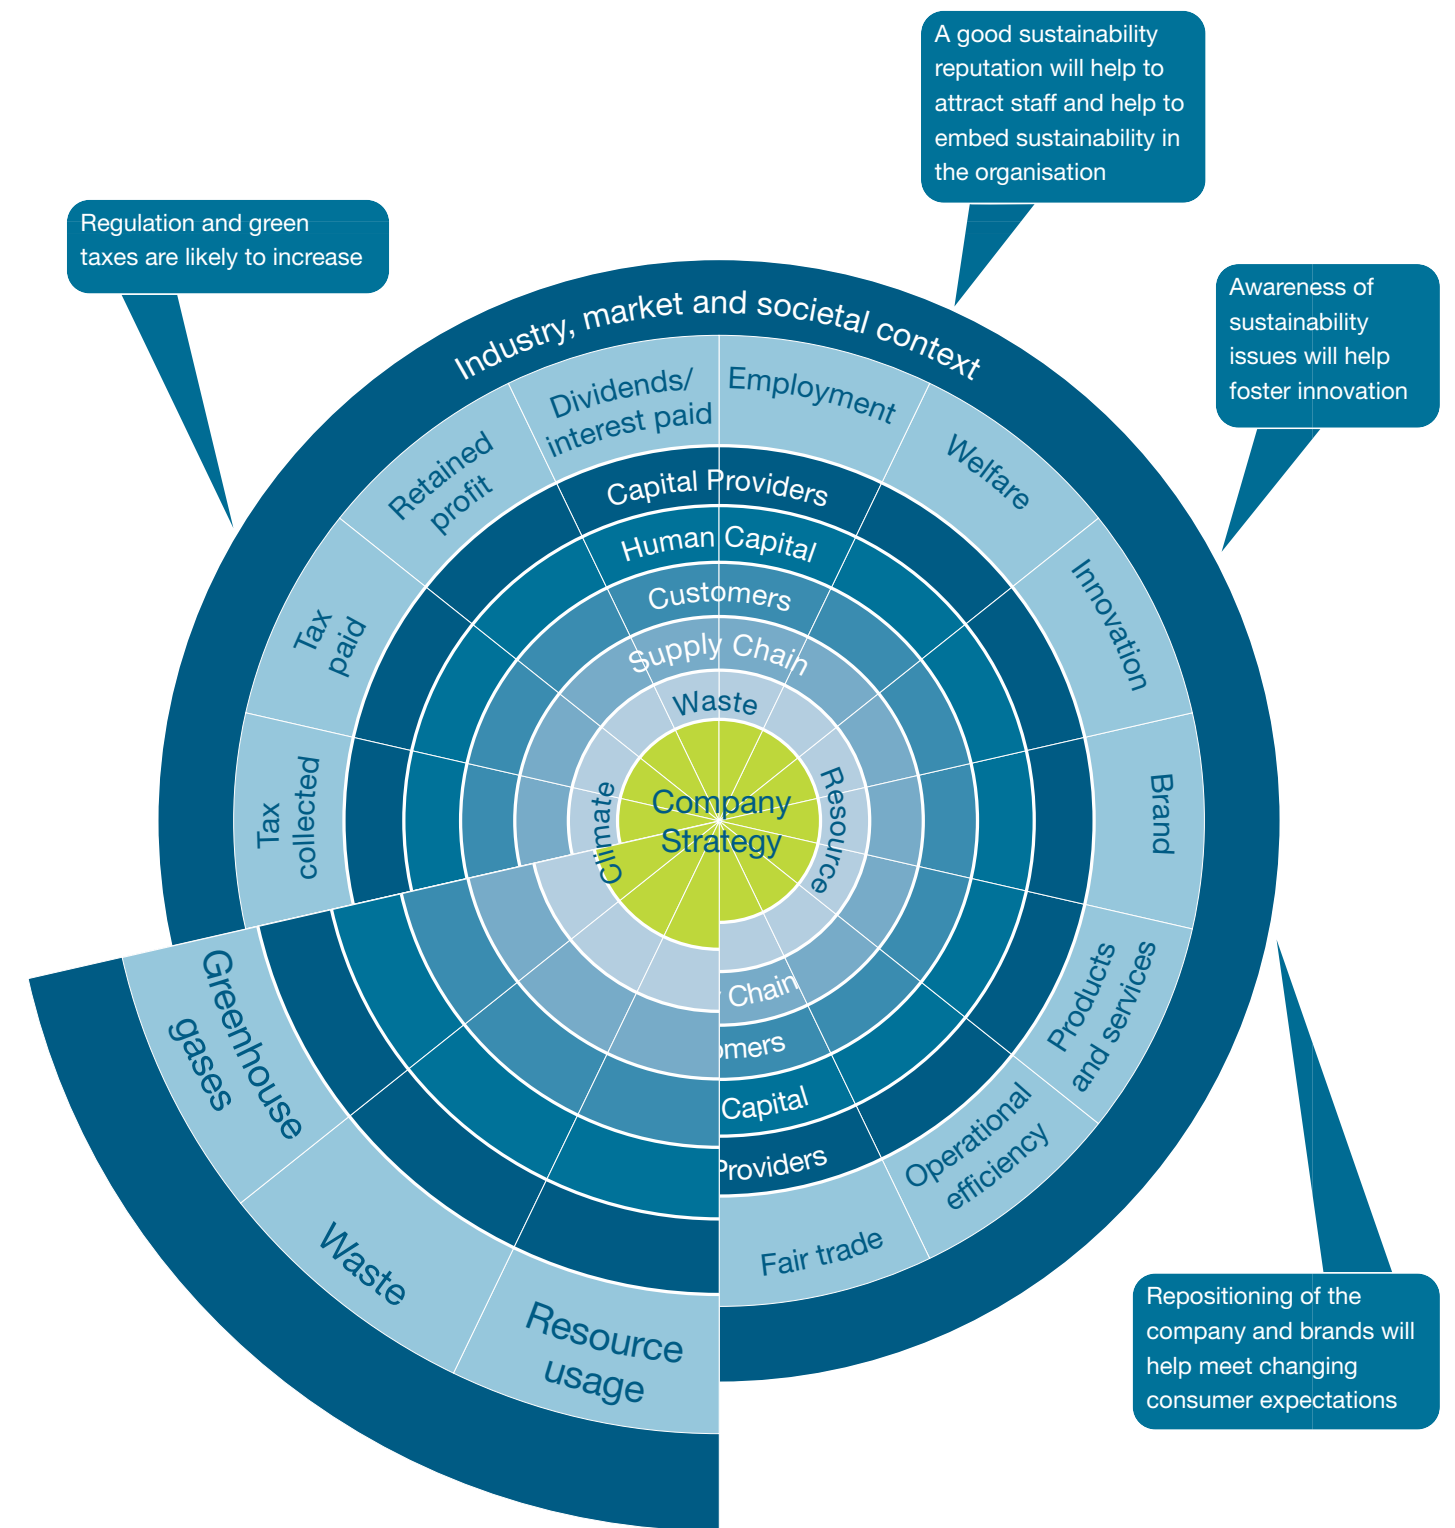 A good sustainability
reputation will help to
attract staff and help to
embed sustainability in
the organisation
Regulation and green
taxes are likely to increase
Awareness of
sustainability
issues will help
foster innovation
Industry, market and societal context
Dividends/
interest paid
Employment
Welfare
Innovation
Brand
Products
and services
Operational
efficiency
Fair trade
Resource
usage
Waste
Greenhouse
gases
Tax
collected
Tax
paid
Retained
profit
Capital Providers
Human Capital
Customers
Supply Chain
Waste
Climate
Resource
Company
Strategy
Chain
omers
Capital
Providers
Repositioning of the
company and brands will
help meet changing
consumer expectations